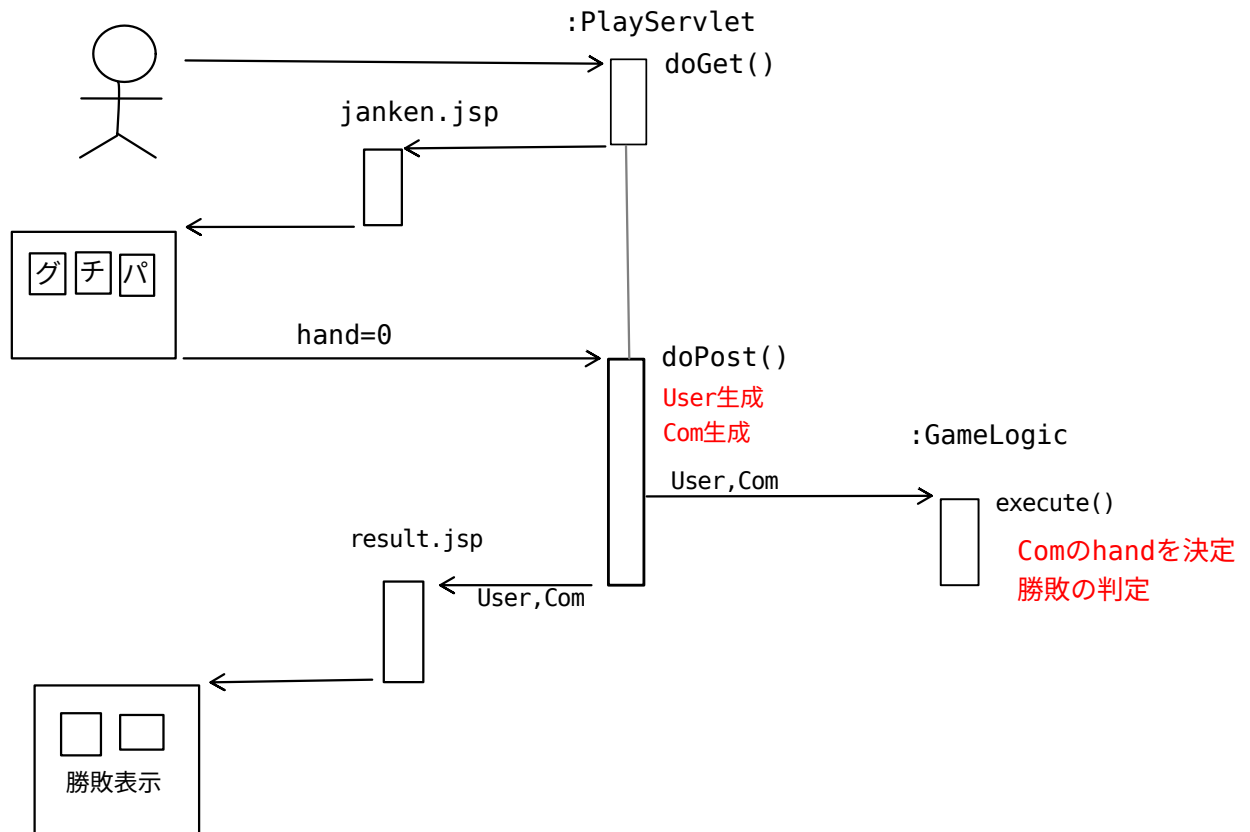 :PlayServlet
doGet()
janken.jsp
グ チ パ
hand=0
doPost()
User生成
Com生成
:GameLogic
User,Com
execute()
result.jsp
Comのhandを決定
勝敗の判定
User,Com
勝敗表示